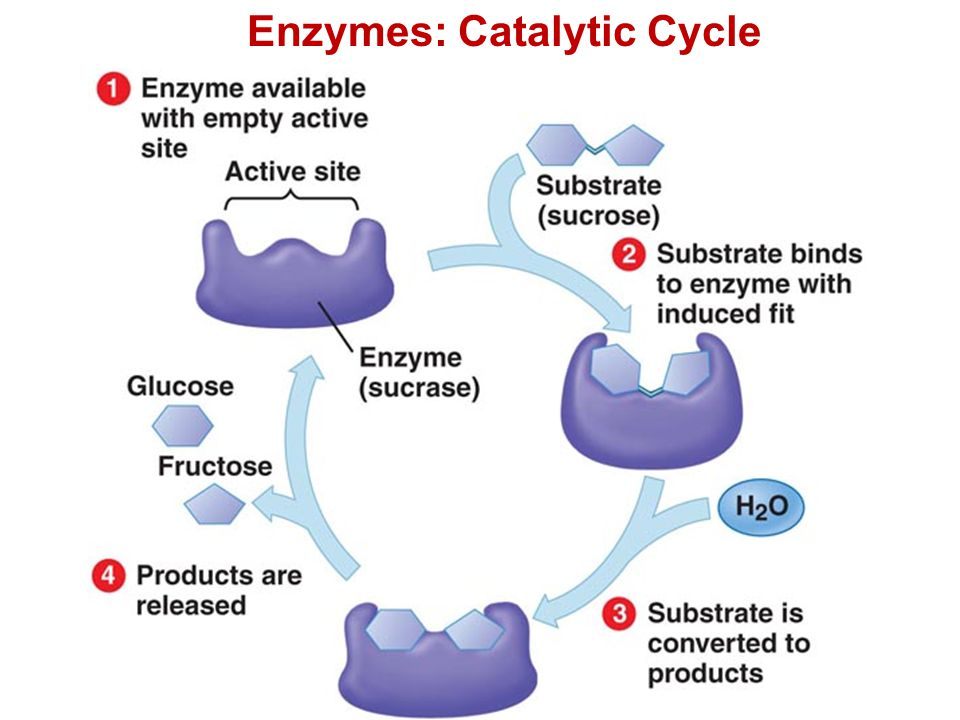 Enzymes: Catalytic Cycle
1 Enzyme available
with empty active
site
Active site
Substrate
(sucrose)
2 Substrate binds
to enzyme with
induced fit
Enzyme
(sucrase)
Glucose
Fructose
H₂O
4 Products are
released
3 Substrate is
converted to
products